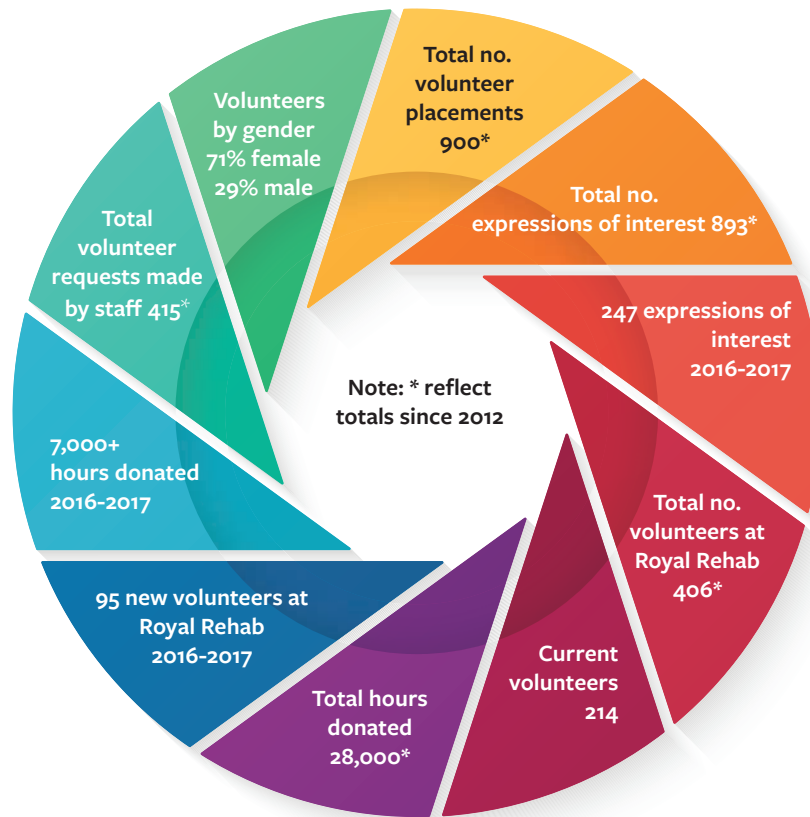 Total no.
volunteer
placements
900*
Total no.
expressions of interest 893*
247 expressions of
interest
2016-2017
Total no.
volunteers at
Royal Rehab
406*
Current
volunteers
214
Total hours
donated
28,000*
95 new volunteers at
Royal Rehab
2016-2017
7,000+
hours donated
2016-2017
Total
volunteer
requests made
by staff 415*
Volunteers
by gender
71% female
29% male
Note: * reflect
totals since 2012